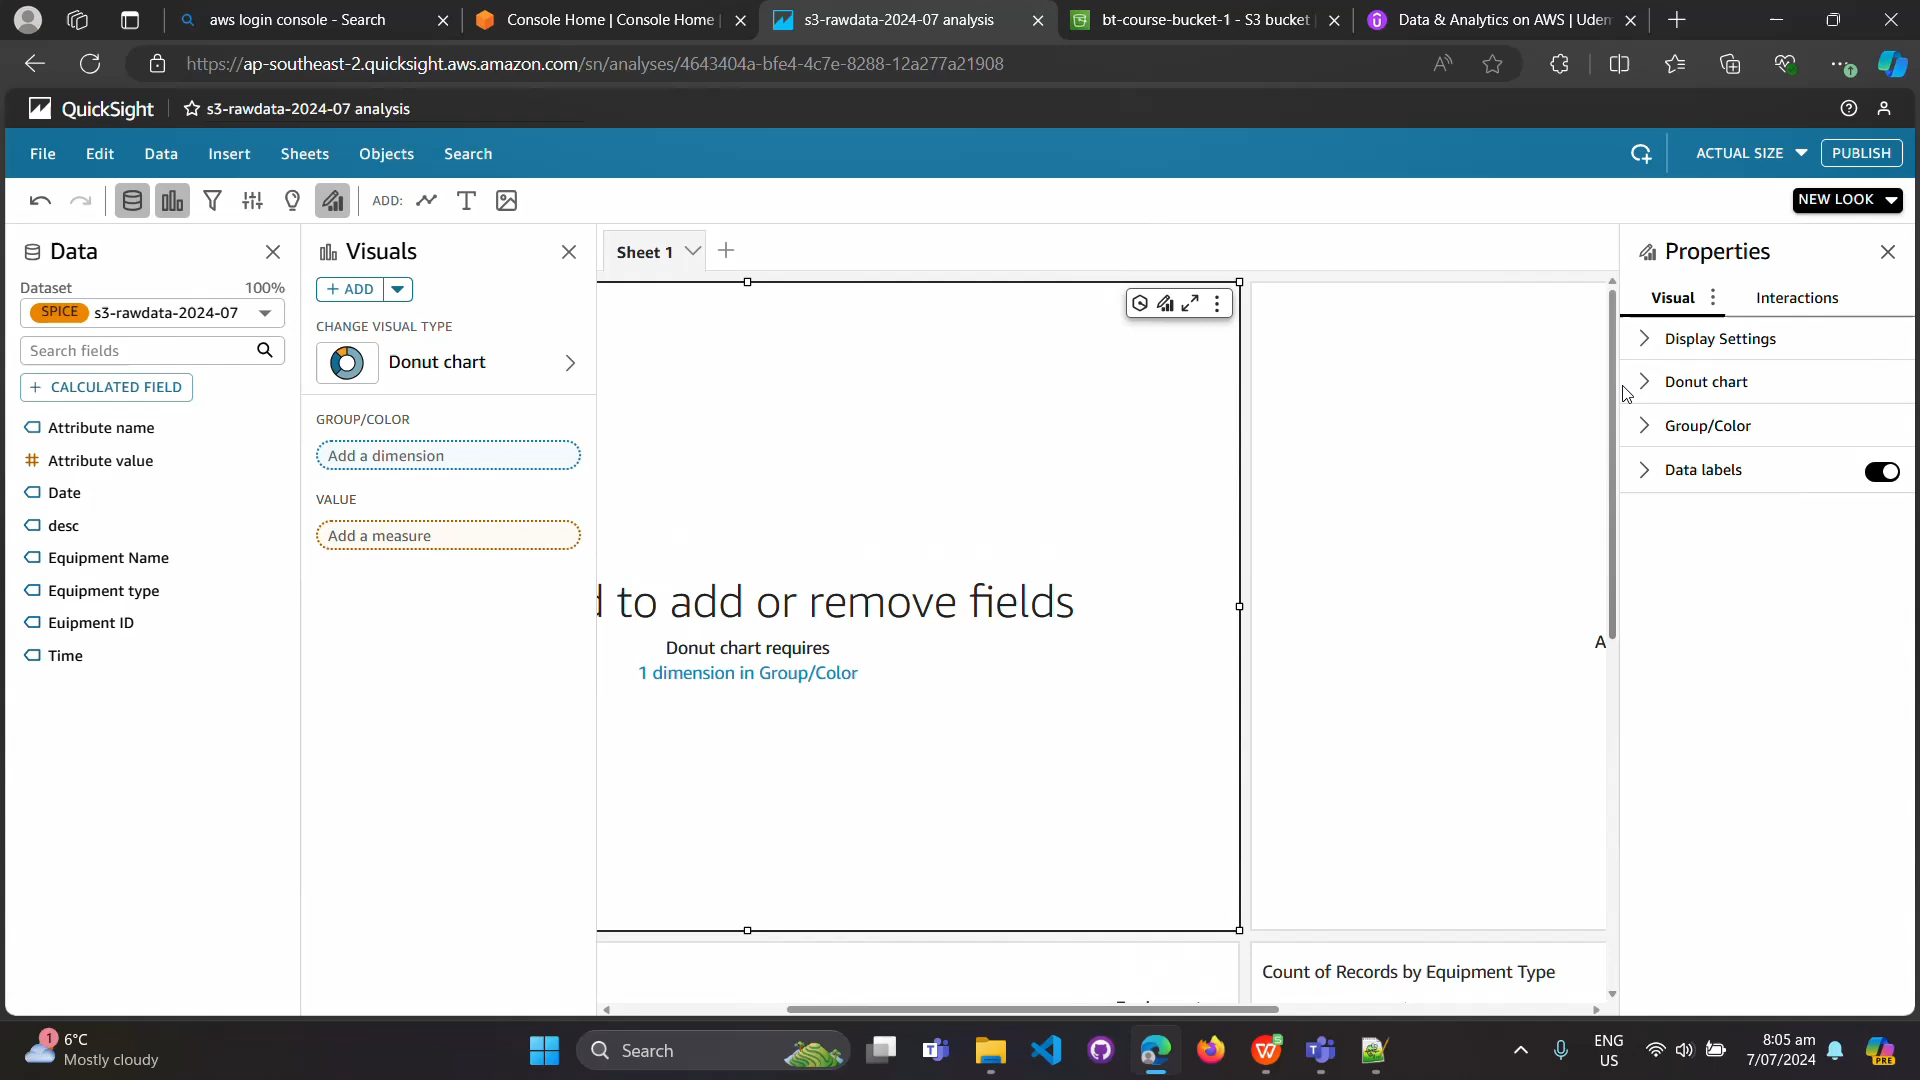 aws login console - Search
Console Home | Console Home
s3-rawdata-2024-07 analysis
bt-course-bucket-1 - S3 bucket
Data & Analytics on AWS | Udem
https://ap-southeast-2.quicksight.aws.amazon.com/sn/analyses/4643404a-bfe4-4c7e-8288-12a277a21908
QuickSight
s3-rawdata-2024-07 analysis
File Edit Data Insert Sheets Objects Search
ACTUAL SIZE
PUBLISH
ADD:
NEW LOOK
Data
Dataset 100%
SPICE s3-rawdata-2024-07
Search fields
+ CALCULATED FIELD
Attribute name
Attribute value
Date
desc
Equipment Name
Equipment type
Euipment ID
Time
Visuals
+ ADD
CHANGE VISUAL TYPE
Donut chart
GROUP/COLOR
Add a dimension
VALUE
Add a measure
Sheet 1
to add or remove fields
Donut chart requires
1 dimension in Group/Color
A
Count of Records by Equipment Type
Properties
Visual Interactions
Display Settings
Donut chart
Group/Color
Data labels
1
6°C
Mostly cloudy
Search
ENG
US
8:05 am
7/07/2024
PRE